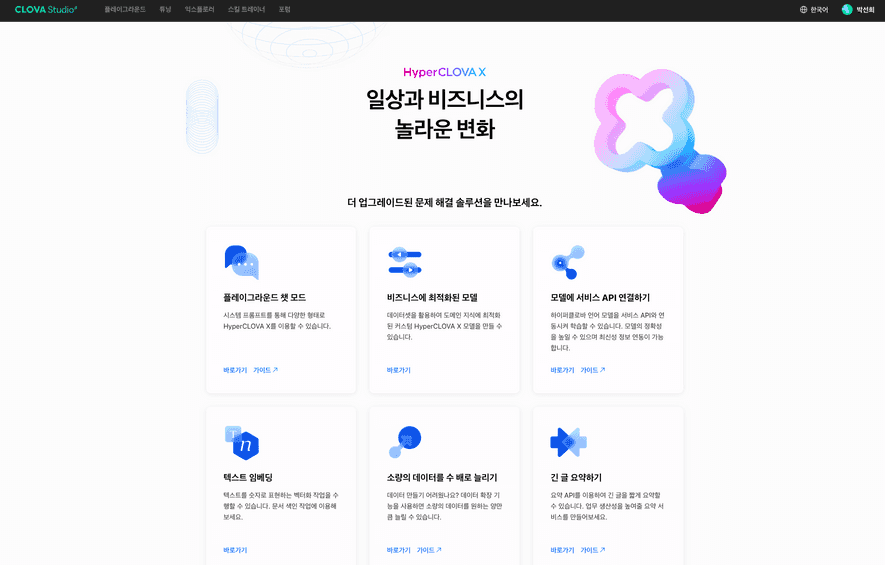 CLOVA Studio 플레이그라운드 튜닝 익스플로러 스킬 트레이너 포럼 한국어 박선희
HyperCLOVA X
일상과 비즈니스의
놀라운 변화
더 업그레이드된 문제 해결 솔루션을 만나보세요.
플레이그라운드 챗 모드
시스템 프롬프트를 통해 다양한 형태로
HyperCLOVA X를 이용할 수 있습니다.
바로가기 가이드↗
비즈니스에 최적화된 모델
데이터셋을 활용하여 도메인 지식에 최적화
된 커스텀 HyperCLOVA X 모델을 만들 수
있습니다.
바로가기
모델에 서비스 API 연결하기
하이퍼클로바 언어 모델을 서비스 API와 연
동시켜 학습할 수 있습니다. 모델의 정확성
을 높일 수 있으며 최신성 정보 연동이 가능
합니다.
바로가기 가이드↗
텍스트 임베딩
텍스트를 숫자로 표현하는 벡터화 작업을 수
행할 수 있습니다. 문서 색인 작업에 이용해
보세요.
바로가기
소량의 데이터를 수 배로 늘리기
데이터 만들기 어려웠나요? 데이터 확장 기
능을 사용하면 소량의 데이터를 원하는 양만
큼 늘릴 수 있습니다.
바로가기 가이드↗
긴 글 요약하기
요약 API를 이용하여 긴 글을 짧게 요약할
수 있습니다. 업무 생산성을 높여줄 요약 서
비스를 만들어보세요.
바로가기 가이드↗